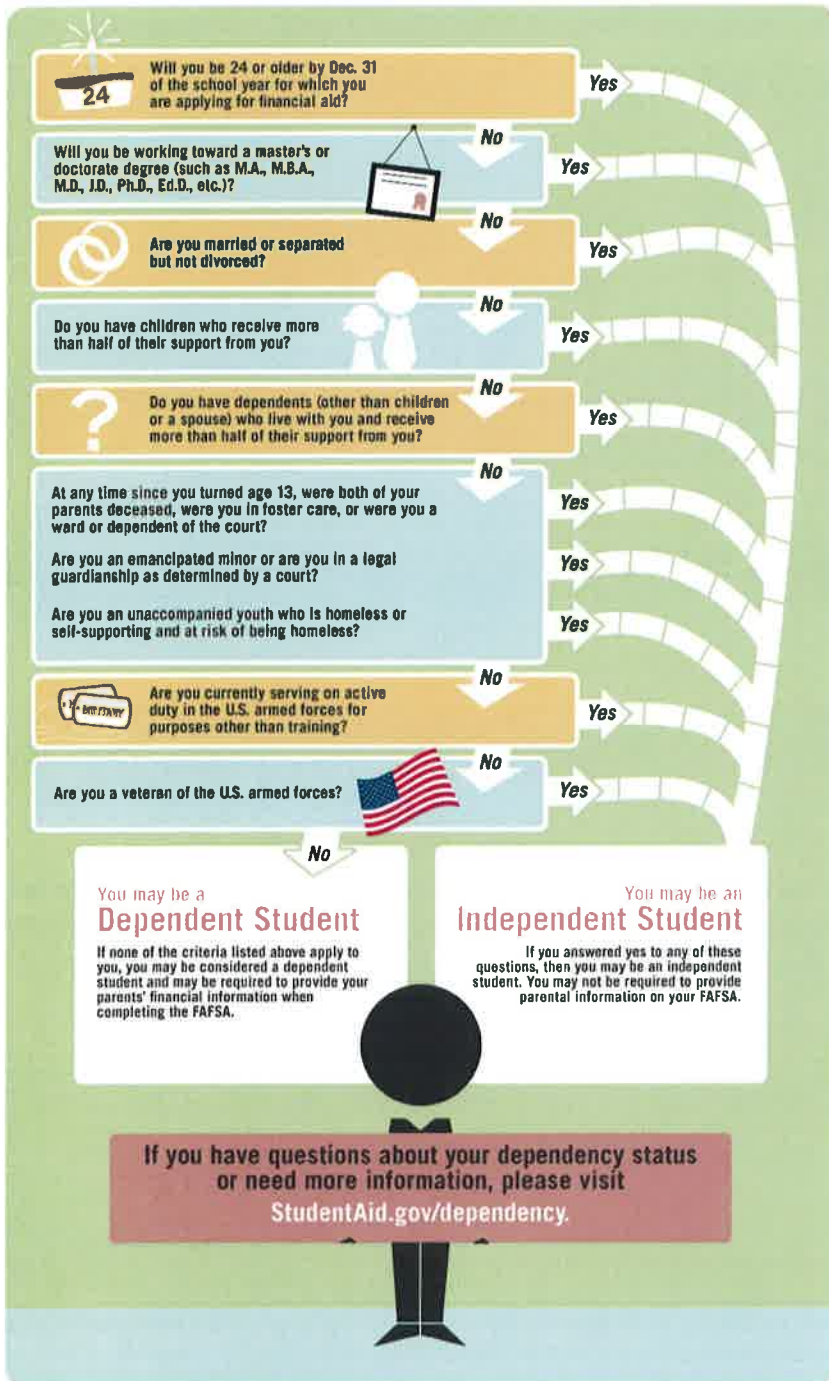 24
Will you be 24 or older by Dec. 31
of the school year for which you
are applying for financial aid?
Yes
No
Will you be working toward a master's or
doctorate degree (such as M.A., M.B.A.,
M.D., J.D., Ph.D., Ed.D., etc.)?
Yes
No
Are you married or separated
but not divorced?
Yes
No
Do you have children who receive more
than half of their support from you?
Yes
No
?
Do you have dependents (other than children
or a spouse) who live with you and receive
more than half of their support from you?
Yes
No
At any time since you turned age 13, were both of your
parents deceased, were you in foster care, or were you a
ward or dependent of the court?
Yes
Are you an emancipated minor or are you in a legal
guardianship as determined by a court?
Yes
Are you an unaccompanied youth who is homeless or
self-supporting and at risk of being homeless?
Yes
No
Are you currently serving on active
duty in the U.S. armed forces for
purposes other than training?
Yes
No
Are you a veteran of the U.S. armed forces?
Yes
No
You may be a
Dependent Student
If none of the criteria listed above apply to
you, you may be considered a dependent
student and may be required to provide your
parents' financial information when
completing the FAFSA.
You may be an
Independent Student
If you answered yes to any of these
questions, then you may be an independent
student. You may not be required to provide
parental information on your FAFSA.
If you have questions about your dependency status
or need more information, please visit
StudentAid.gov/dependency.